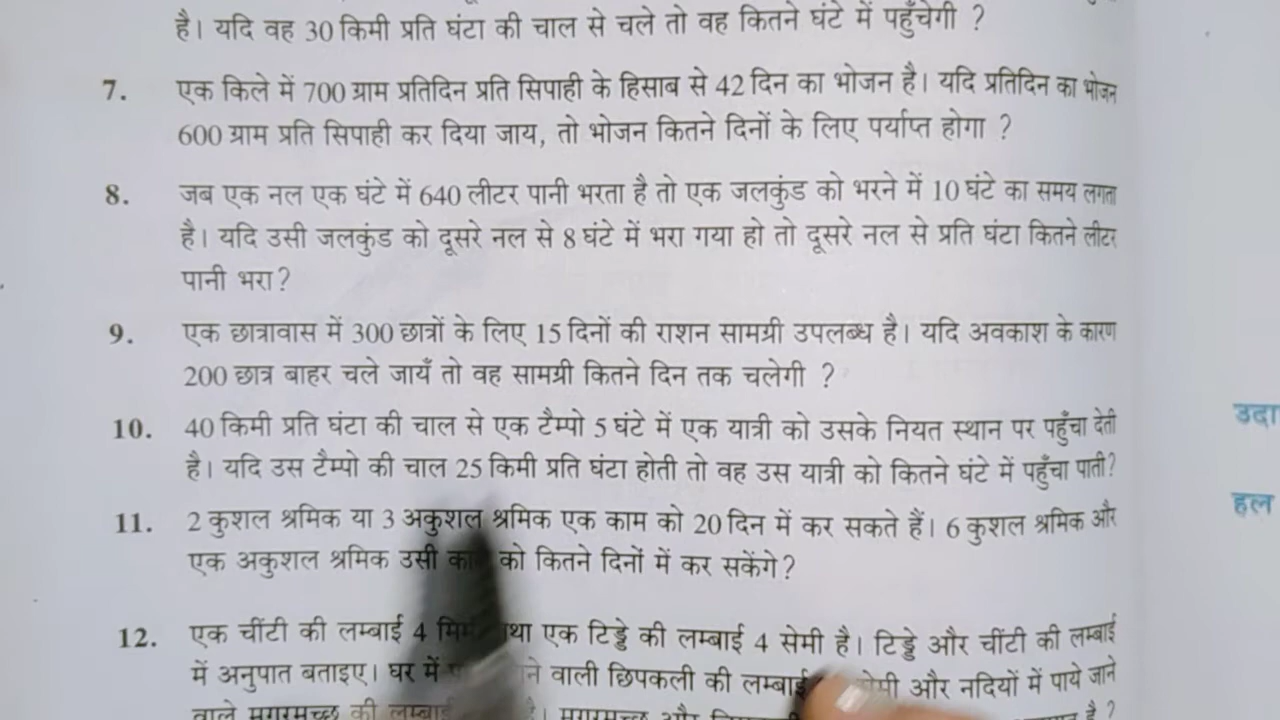 है। यदि वह 30 किमी प्रति घंटा की चाल से चले तो वह कितने घंटे में पहुँचेगी ?
7. एक किले में 700 ग्राम प्रतिदिन प्रति सिपाही के हिसाब से 42 दिन का भोजन है। यदि प्रतिदिन का भोजन
600 ग्राम प्रति सिपाही कर दिया जाय, तो भोजन कितने दिनों के लिए पर्याप्त होगा ?
8. जब एक नल एक घंटे में 640 लीटर पानी भरता है तो एक जलकुंड को भरने में 10 घंटे का समय लगता
है। यदि उसी जलकुंड को दूसरे नल से 8 घंटे में भरा गया हो तो दूसरे नल से प्रति घंटा कितने लीटर
पानी भरा?
9. एक छात्रावास में 300 छात्रों के लिए 15 दिनों की राशन सामग्री उपलब्ध है। यदि अवकाश के कारण
200 छात्र बाहर चले जायँ तो वह सामग्री कितने दिन तक चलेगी ?
उदा
10. 40 किमी प्रति घंटा की चाल से एक टैम्पो 5 घंटे में एक यात्री को उसके नियत स्थान पर पहुँचा देती
है। यदि उस टैम्पो की चाल 25 किमी प्रति घंटा होती तो वह उस यात्री को कितने घंटे में पहुँचा पाती?
हल
11. 2 कुशल श्रमिक या 3 अकुशल श्रमिक एक काम को 20 दिन में कर सकते हैं। 6 कुशल श्रमिक और
एक अकुशल श्रमिक उसी को कितने दिनों में कर सकेंगे?
12. एक चींटी की लम्बाई 4 एक टिड्डे की लम्बाई 4 सेमी है। टिड्डे और चींटी की लम्बाई
में अनुपात बताइए। घर में वाली छिपकली की लम्बाई और नदियों में पाये जाने
वाले मगरमच्छ की लम्बाई है। मगरमच्छ और है ?